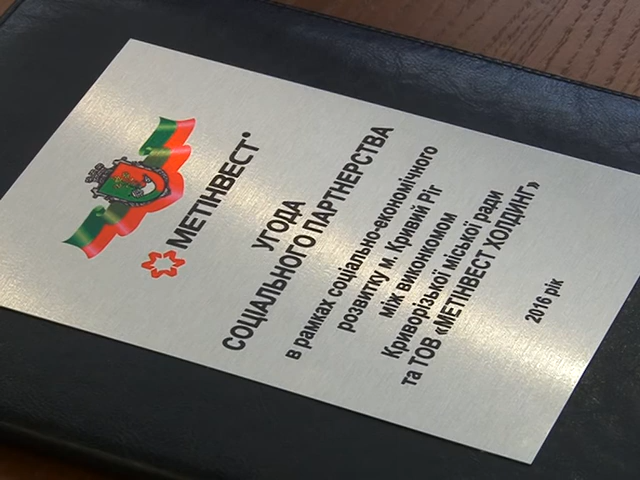 МЕТІНВЕСТ
УГОДА
СОЦІАЛЬНОГО ПАРТНЕРСТВА
в рамках соціально-економічного
розвитку м. Кривий Ріг
між виконкомом
Криворізької міської ради
та ТОВ «МЕТІНВЕСТ ХОЛДИНГ»
2016 рік